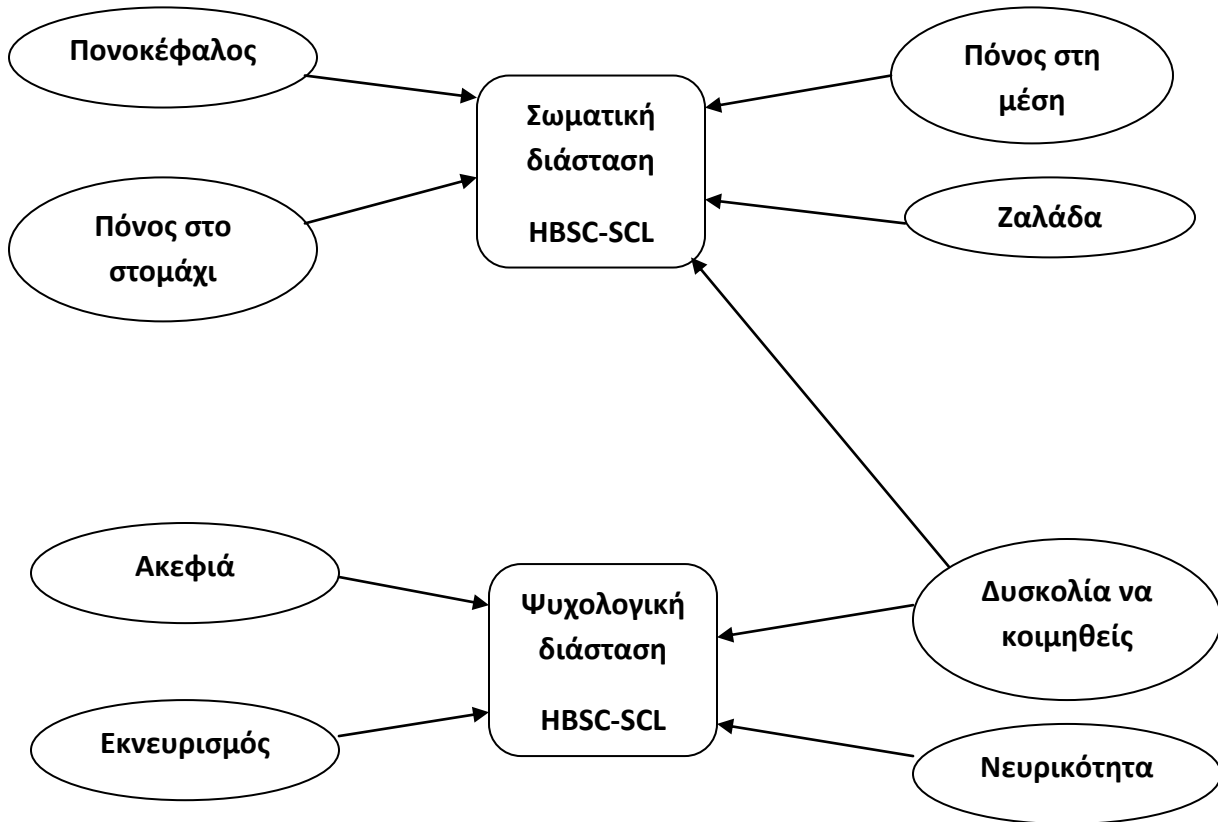 Πονοκέφαλος
Πόνος στο
στομάχι
Σωματική
διάσταση
HBSC-SCL
Πόνος στη
μέση
Ζαλάδα
Ακεφιά
Εκνευρισμός
Ψυχολογική
διάσταση
HBSC-SCL
Δυσκολία να
κοιμηθείς
Νευρικότητα